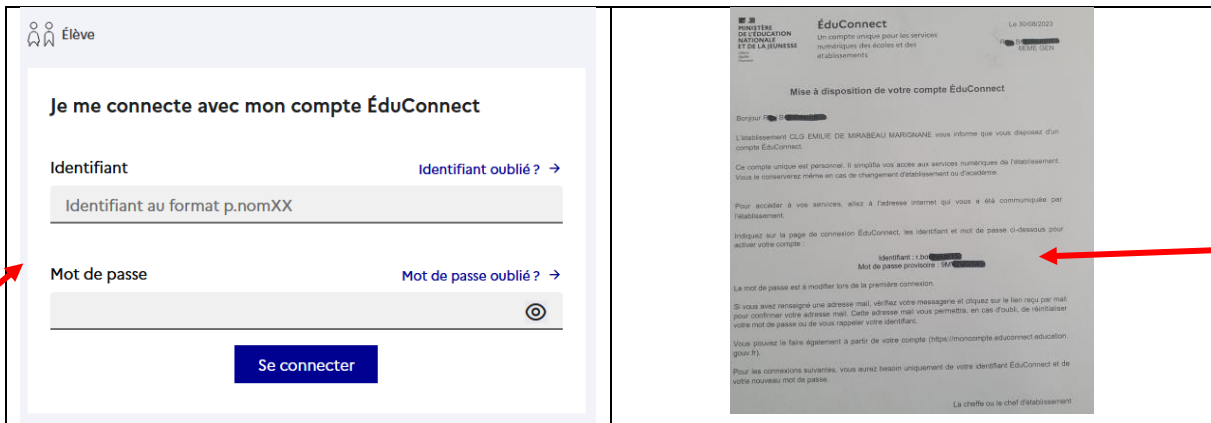 Élève
Je me connecte avec mon compte ÉduConnect
Identifiant
Identifiant oublié ? →
Identifiant au format p.nomXX
Mot de passe
Mot de passe oublié ? →
Se connecter
MINISTÈRE
DE L'ÉDUCATION
NATIONALE
ET DE LA JEUNESSE
ÉduConnect
Un compte unique pour les services
numériques des écoles et des
établissements
Le 30/08/2023
6EME GEN
Mise à disposition de votre compte ÉduConnect
Bonjour
L'établissement CLG EMILIE DE MIRABEAU MARIGNANE vous informe que vous disposez d'un
compte ÉduConnect.
Ce compte unique est personnel. Il simplifie vos accès aux services numériques de l'établissement.
Vous le conserverez même en cas de changement d'établissement ou d'académie.
Pour accéder à vos services, allez à l'adresse internet qui vous a été communiquée par
l'établissement.
Indiquez sur la page de connexion ÉduConnect, les identifiant et mot de passe ci-dessous pour
activer votre compte :
Identifiant : r.bo
Mot de passe provisoire : 9M
Le mot de passe est à modifier lors de la première connexion.
Si vous avez renseigné une adresse mail, vérifiez votre messagerie et cliquez sur le lien reçu par mail
pour confirmer votre adresse mail. Cette adresse mail vous permettra, en cas d'oubli, de réinitialiser
votre mot de passe ou de vous rappeler votre identifiant.
Vous pouvez le faire également à partir de votre compte (https://moncompte.educonnect.education.
gouv.fr).
Pour les connexions suivantes, vous aurez besoin uniquement de votre identifiant ÉduConnect et de
votre nouveau mot de passe.
La cheffe ou le chef d'établissement